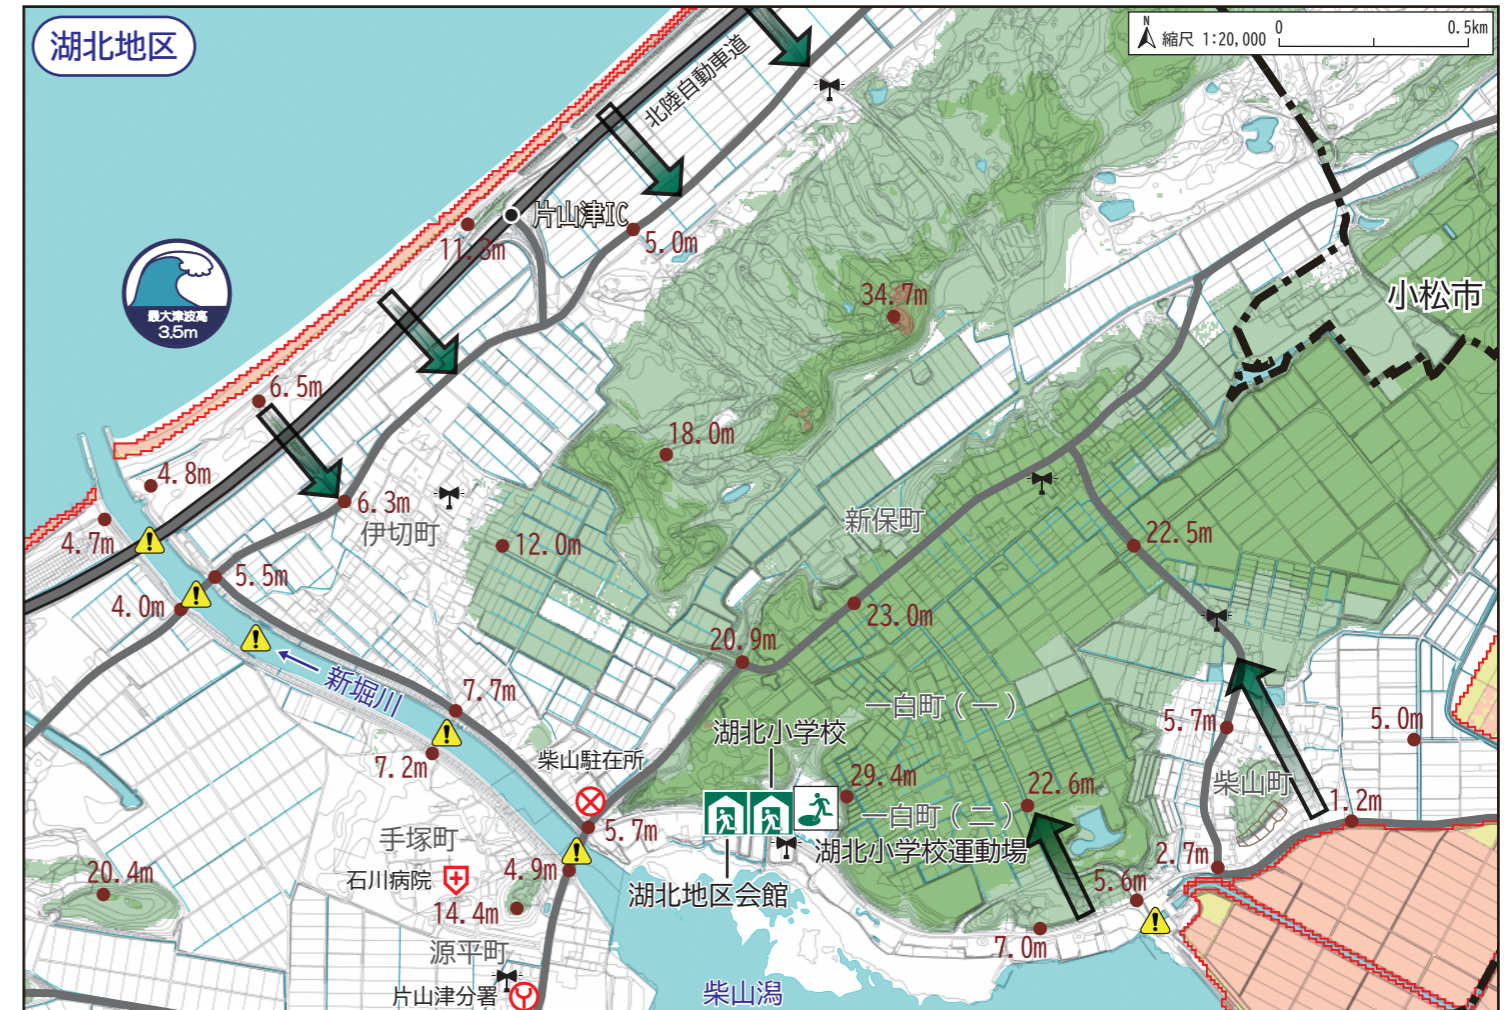 湖北地区
N
縮尺 1:20,000
0
0.5km
北陸自動車道
片山津IC
11.3m
5.0m
最大津波高
3.5m
34.7m
小松市
6.5m
18.0m
4.8m
6.3m
伊切町
4.7m
12.0m
新保町
22.5m
5.5m
4.0m
23.0m
20.9m
新堀川
7.7m
一白町(一)
5.7m
5.0m
7.2m
柴山駐在所
湖北小学校
29.4m
22.6m
柴山町
1.2m
5.7m
一白町(二)
手塚町
湖北小学校運動場
2.7m
20.4m
石川病院
4.9m
湖北地区会館
5.6m
14.4m
7.0m
源平町
片山津分署
柴山潟